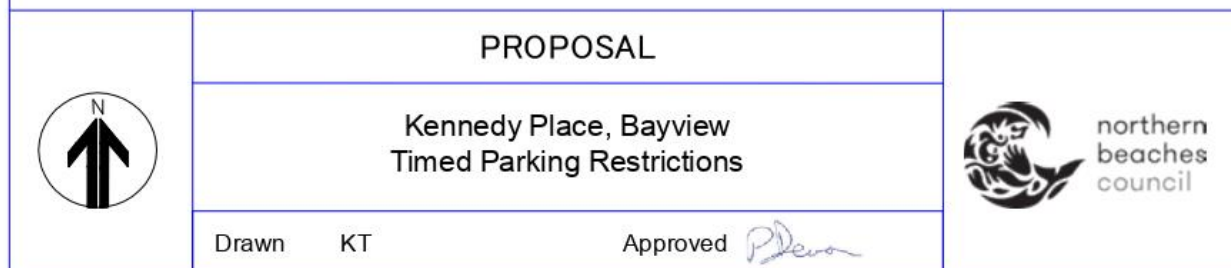 N
PROPOSAL
Kennedy Place, Bayview
Timed Parking Restrictions
Drawn KT Approved
northern
beaches
council